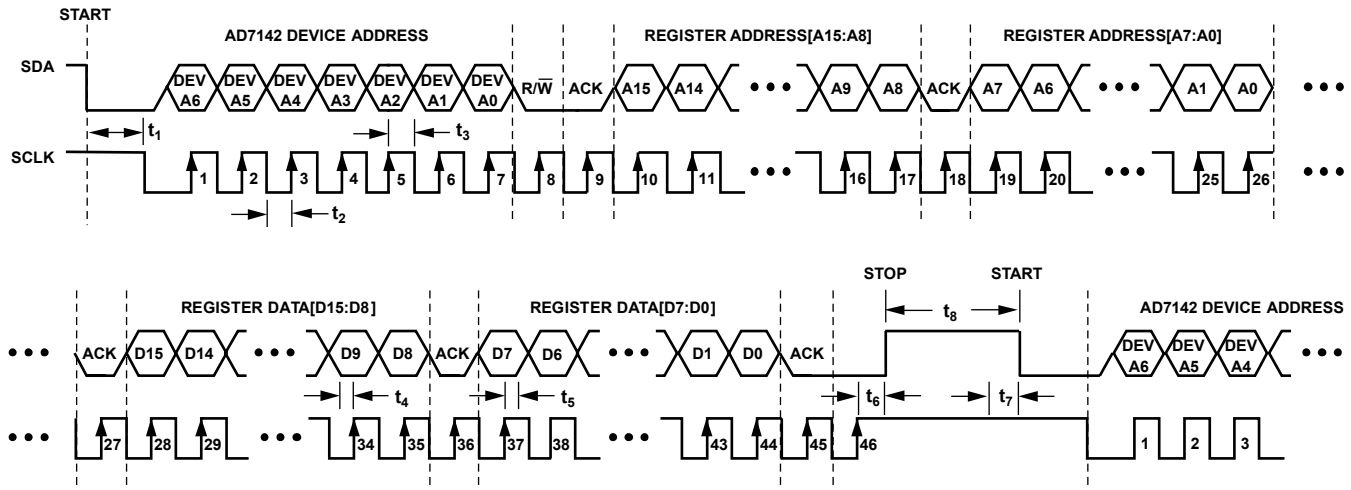 START
AD7142 DEVICE ADDRESS REGISTER ADDRESS[A15:A8] REGISTER ADDRESS[A7:A0]
SDA DEV A6 DEV A5 DEV A4 DEV A3 DEV A2 DEV A1 DEV A0 R/W̅ ACK A15 A14 A9 A8 ACK A7 A6 A1 A0
t1 t3
SCLK 1 2 3 4 5 6 7 8 9 10 11 16 17 18 19 20 25 26
t2
STOP START
REGISTER DATA[D15:D8] REGISTER DATA[D7:D0] t8 AD7142 DEVICE ADDRESS
ACK D15 D14 D9 D8 ACK D7 D6 D1 D0 ACK DEV A6 DEV A5 DEV A4
t4 t5 t6 t7
27 28 29 34 35 36 37 38 43 44 45 46 1 2 3